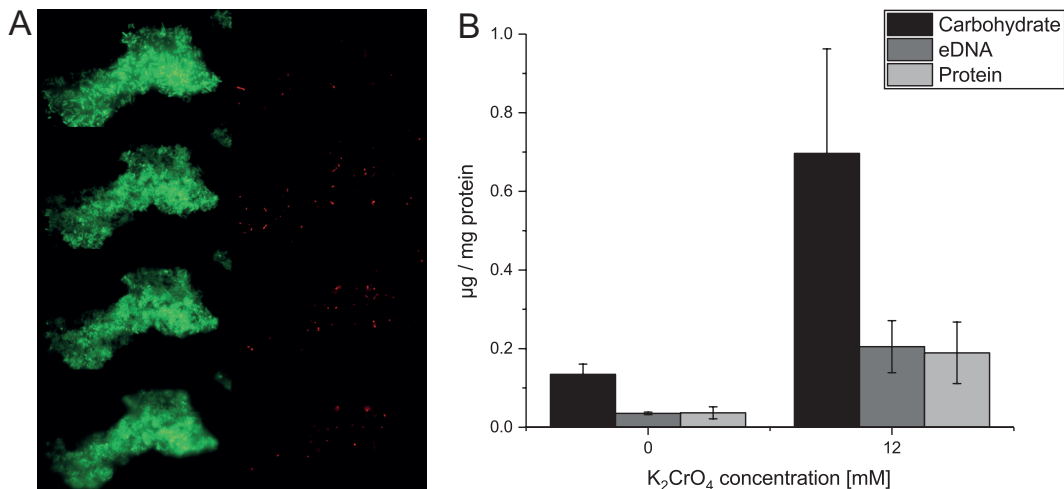 A
B
Carbohydrate
eDNA
Protein
1.0
0.8
0.6
0.4
0.2
0.0
µg / mg protein
0
12
K₂CrO₄ concentration [mM]